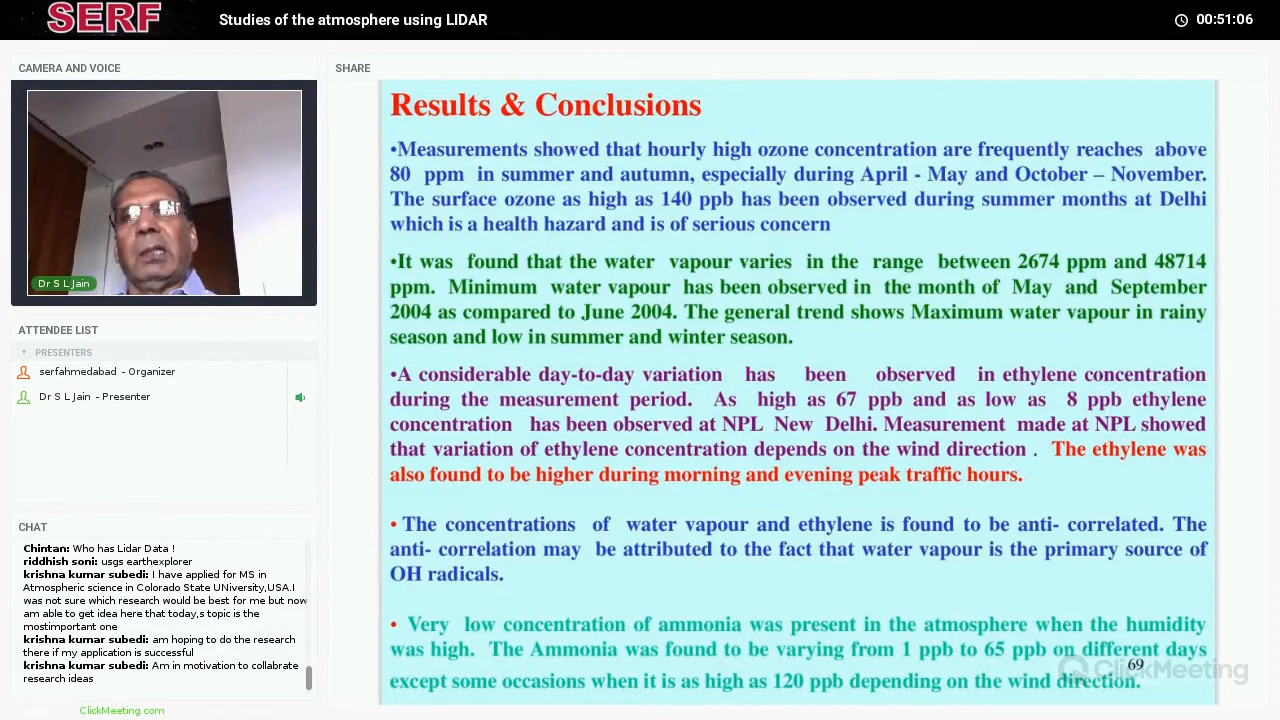 SERF
Studies of the atmosphere using LIDAR
00:51:06
CAMERA AND VOICE
Dr S L Jain
ATTENDEE LIST
PRESENTERS
serfahmedabad - Organizer
Dr S L Jain - Presenter
CHAT
Chintan: Who has Lidar Data !
riddhish soni: usgs earthexplorer
krishna kumar subedi: I have applied for MS in
Atmospheric science in Colorado State UNiversity,USA.I
was not sure which research would be best for me but now
am able to get idea here that today,s topic is the
mostimportant one
krishna kumar subedi: am hoping to do the research
there if my application is successful
krishna kumar subedi: Am in motivation to collabrate
research ideas
ClickMeeting.com
SHARE
Results & Conclusions
•Measurements showed that hourly high ozone concentration are frequently reaches above
80 ppm in summer and autumn, especially during April - May and October – November.
The surface ozone as high as 140 ppb has been observed during summer months at Delhi
which is a health hazard and is of serious concern
•It was found that the water vapour varies in the range between 2674 ppm and 48714
ppm. Minimum water vapour has been observed in the month of May and September
2004 as compared to June 2004. The general trend shows Maximum water vapour in rainy
season and low in summer and winter season.
•A considerable day-to-day variation has been observed in ethylene concentration
during the measurement period. As high as 67 ppb and as low as 8 ppb ethylene
concentration has been observed at NPL New Delhi. Measurement made at NPL showed
that variation of ethylene concentration depends on the wind direction . The ethylene was
also found to be higher during morning and evening peak traffic hours.
• The concentrations of water vapour and ethylene is found to be anti- correlated. The
anti- correlation may be attributed to the fact that water vapour is the primary source of
OH radicals.
• Very low concentration of ammonia was present in the atmosphere when the humidity
was high. The Ammonia was found to be varying from 1 ppb to 65 ppb on different days
except some occasions when it is as high as 120 ppb depending on the wind direction.
69
ClickMeeting